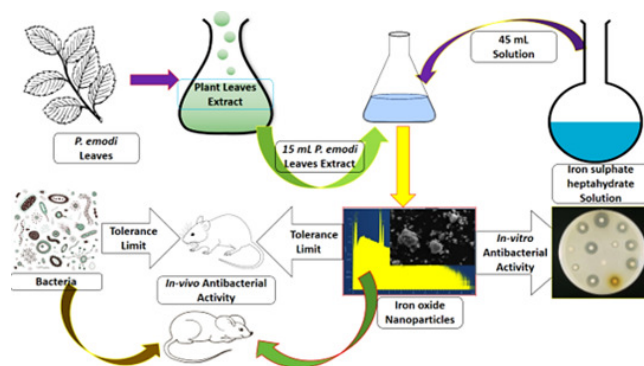 45 mL
Solution
Plant Leaves
Extract
P. emodi
Leaves
15 mL P. emodi
Leaves Extract
Iron sulphate
heptahydrate
Solution
Tolerance
Limit
Tolerance
Limit
In-vitro
Antibacterial
Activity
Bacteria
In-vivo Antibacterial
Activity
Iron oxide
Nanoparticles